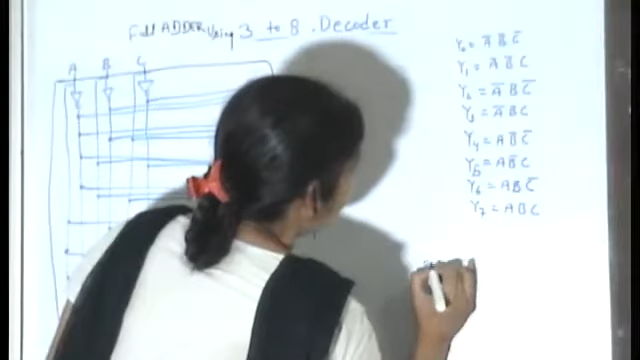 Full ADDER Using 3 to 8 . Decoder
A B C
Y₀ = A̅ B̅ C̅
Y₁ = A̅ B̅ C
Y₂ = A̅ B C̅
Y₃ = A̅ B C
Y₄ = A B̅ C̅
Y₅ = A B̅ C
Y₆ = A B C̅
Y₇ = A B C